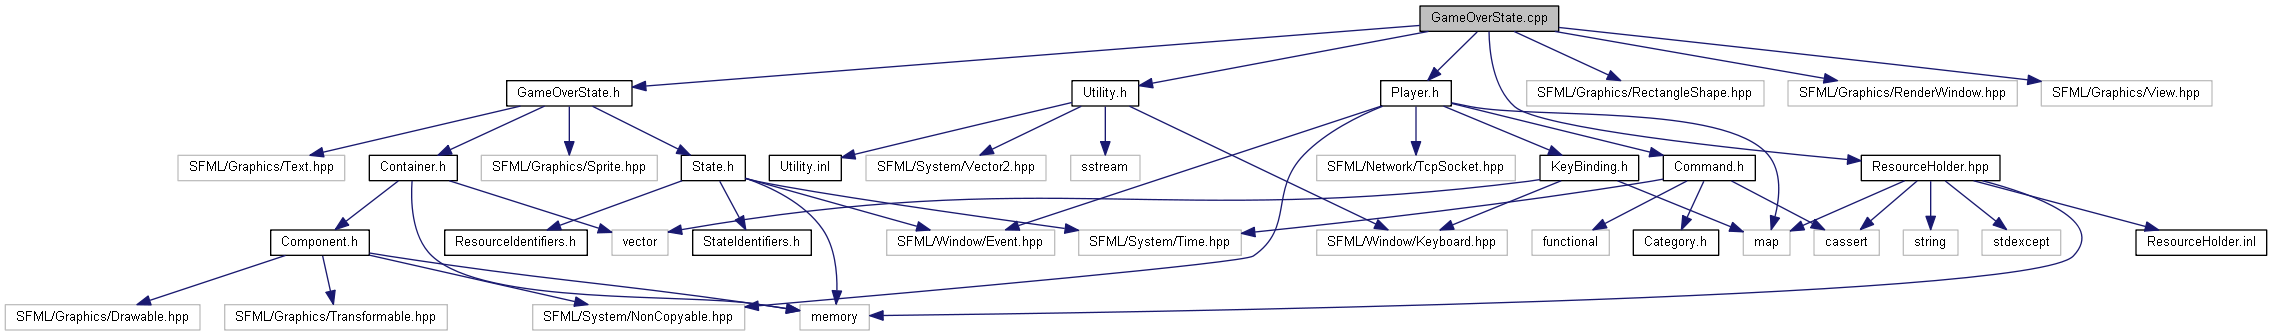 GameOverState.cpp
GameOverState.h
Utility.h
Player.h
SFML/Graphics/RectangleShape.hpp
SFML/Graphics/RenderWindow.hpp
SFML/Graphics/View.hpp
SFML/Graphics/Text.hpp
Container.h
SFML/Graphics/Sprite.hpp
State.h
Utility.inl
SFML/System/Vector2.hpp
sstream
SFML/Network/TcpSocket.hpp
KeyBinding.h
Command.h
ResourceHolder.hpp
Component.h
ResourceIdentifiers.h
vector
StateIdentifiers.h
SFML/Window/Event.hpp
SFML/System/Time.hpp
SFML/Window/Keyboard.hpp
functional
Category.h
map
cassert
string
stdexcept
ResourceHolder.inl
SFML/Graphics/Drawable.hpp
SFML/Graphics/Transformable.hpp
SFML/System/NonCopyable.hpp
memory